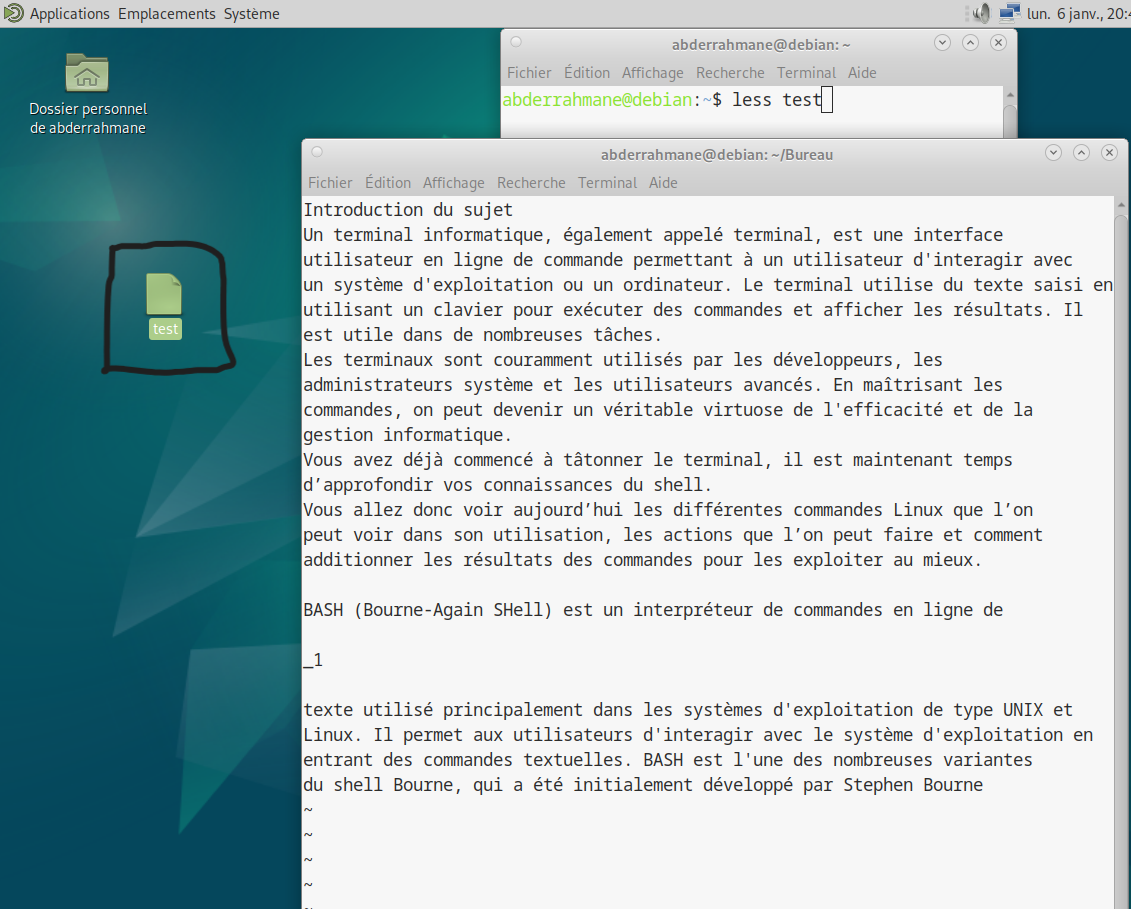 Applications Emplacements Système
lun. 6 janv., 20:4
Dossier personnel
de abderrahmane
test
abderrahmane@debian: ~
Fichier Édition Affichage Recherche Terminal Aide
abderrahmane@debian:~$ less test
abderrahmane@debian: ~/Bureau
Fichier Édition Affichage Recherche Terminal Aide
Introduction du sujet
Un terminal informatique, également appelé terminal, est une interface
utilisateur en ligne de commande permettant à un utilisateur d'interagir avec
un système d'exploitation ou un ordinateur. Le terminal utilise du texte saisi en
utilisant un clavier pour exécuter des commandes et afficher les résultats. Il
est utile dans de nombreuses tâches.
Les terminaux sont couramment utilisés par les développeurs, les
administrateurs système et les utilisateurs avancés. En maîtrisant les
commandes, on peut devenir un véritable virtuose de l'efficacité et de la
gestion informatique.
Vous avez déjà commencé à tâtonner le terminal, il est maintenant temps
d’approfondir vos connaissances du shell.
Vous allez donc voir aujourd’hui les différentes commandes Linux que l’on
peut voir dans son utilisation, les actions que l’on peut faire et comment
additionner les résultats des commandes pour les exploiter au mieux.
BASH (Bourne-Again SHell) est un interpréteur de commandes en ligne de
_1
texte utilisé principalement dans les systèmes d'exploitation de type UNIX et
Linux. Il permet aux utilisateurs d'interagir avec le système d'exploitation en
entrant des commandes textuelles. BASH est l'une des nombreuses variantes
du shell Bourne, qui a été initialement développé par Stephen Bourne
~
~
~
~